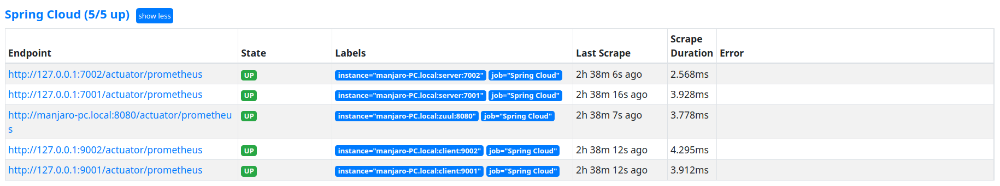 Spring Cloud (5/5 up) show less
Endpoint State Labels Last Scrape Scrape Duration Error
http://127.0.0.1:7002/actuator/prometheus UP instance="manjaro-PC.local:server:7002" job="Spring Cloud" 2h 38m 6s ago 2.568ms
http://127.0.0.1:7001/actuator/prometheus UP instance="manjaro-PC.local:server:7001" job="Spring Cloud" 2h 38m 16s ago 3.928ms
http://manjaro-pc.local:8080/actuator/prometheu UP instance="manjaro-PC.local:zuul:8080" job="Spring Cloud" 2h 38m 7s ago 3.778ms
s
http://127.0.0.1:9002/actuator/prometheus UP instance="manjaro-PC.local:client:9002" job="Spring Cloud" 2h 38m 12s ago 4.295ms
http://127.0.0.1:9001/actuator/prometheus UP instance="manjaro-PC.local:client:9001" job="Spring Cloud" 2h 38m 12s ago 3.912ms